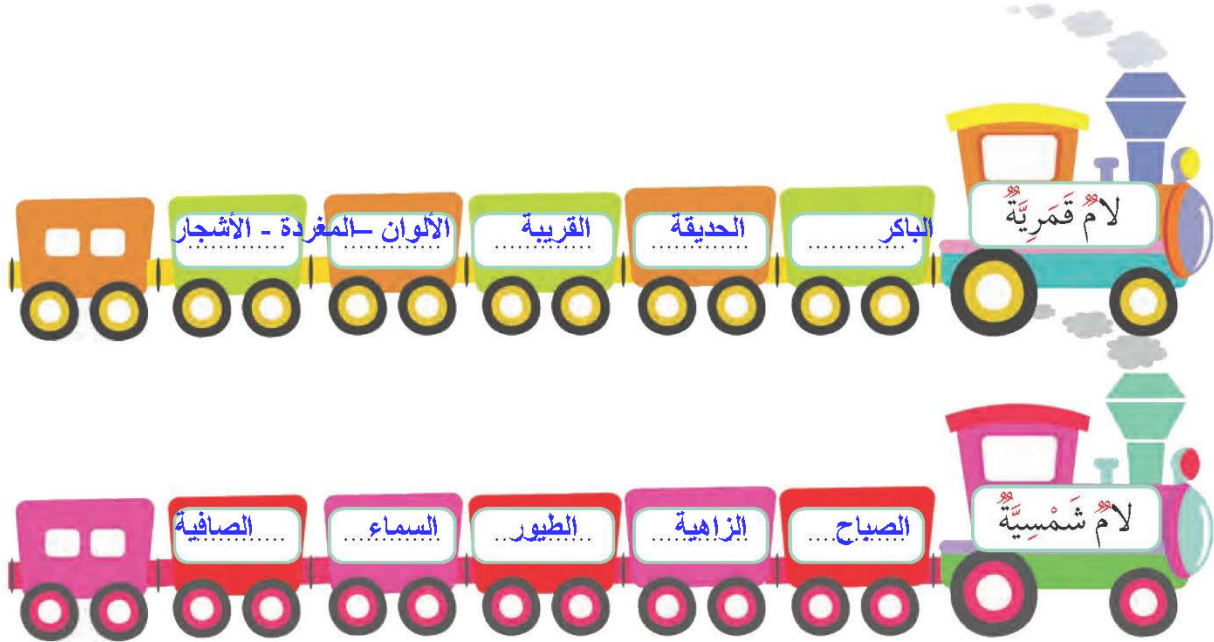 لامٌ قَمَرِيَّةٌ الباكر ............ الحديقة ............ القريبة ............ الألوان –المغردة - الأشجار
لامٌ شَمْسِيَّةٌ الصباح .... الزاهية ............ الطيور ............ السماء ............ الصافية ............